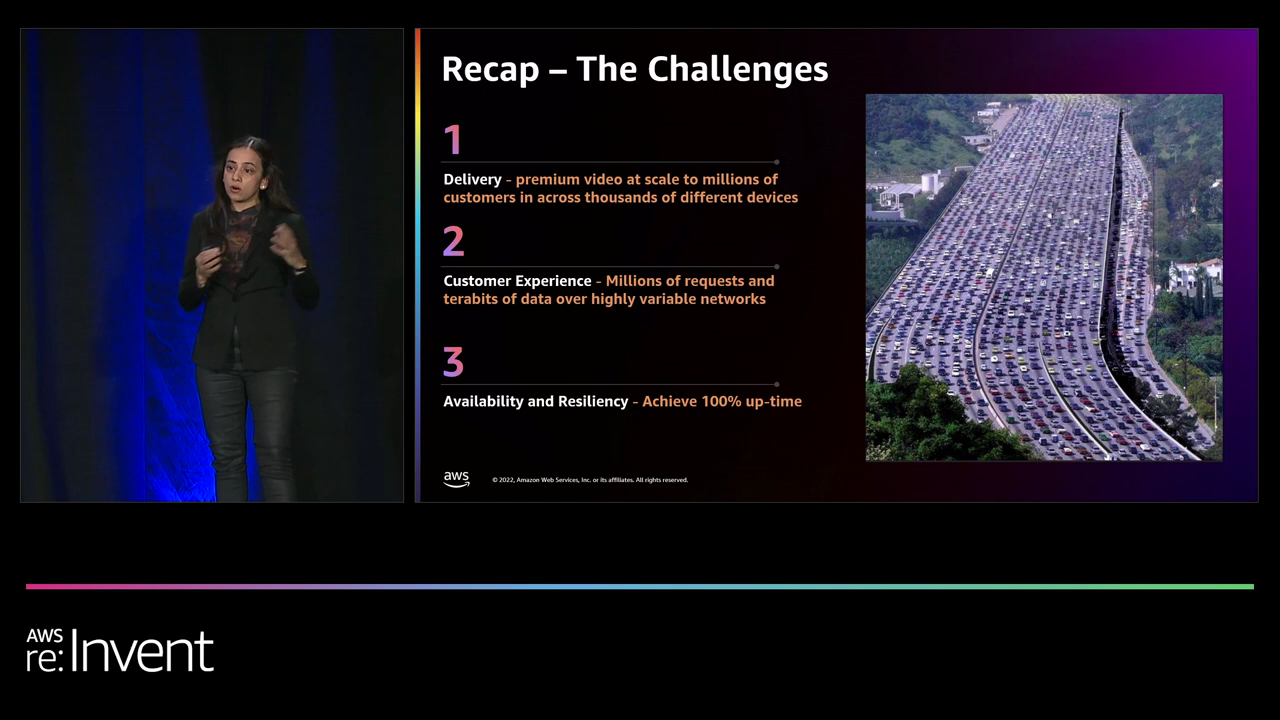 Recap – The Challenges
1
Delivery - premium video at scale to millions of
customers in across thousands of different devices
2
Customer Experience - Millions of requests and
terabits of data over highly variable networks
3
Availability and Resiliency - Achieve 100% up-time
aws
© 2022, Amazon Web Services, Inc. or its affiliates. All rights reserved.
AWS
re:Invent